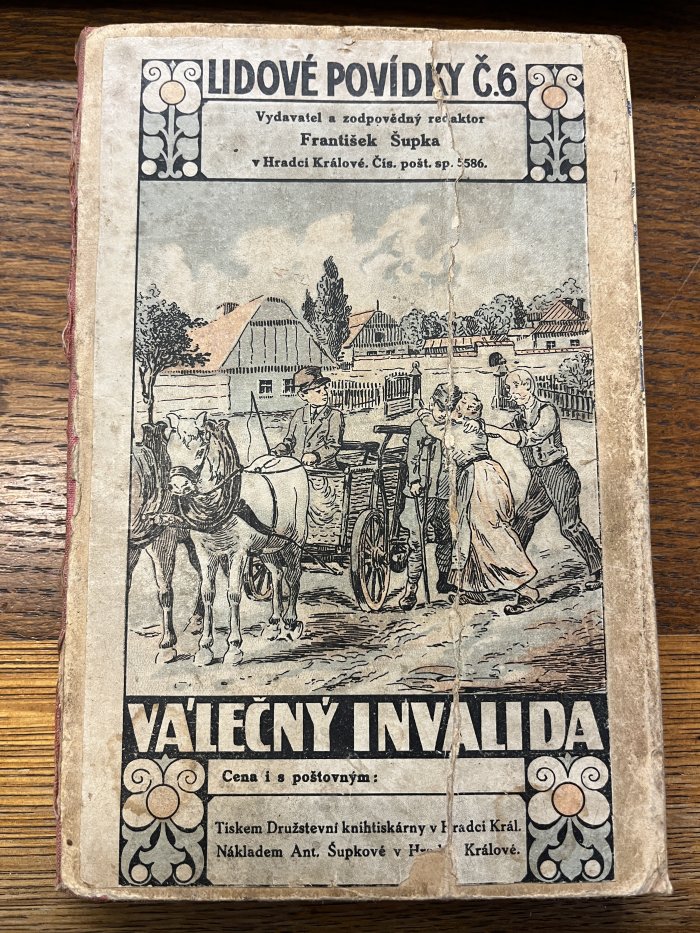 LIDOVÉ POVÍDKY Č.6
Vydavatel a zodpovědný redaktor
František Šupka
v Hradci Králové. Čís. pošt. sp. 5586.
VÁLEČNÝ INVALIDA
Cena i s poštovným:
Tiskem Družstevní knihtiskárny v Hradci Král.
Nákladem Ant. Šupkové v Hradci Králové.